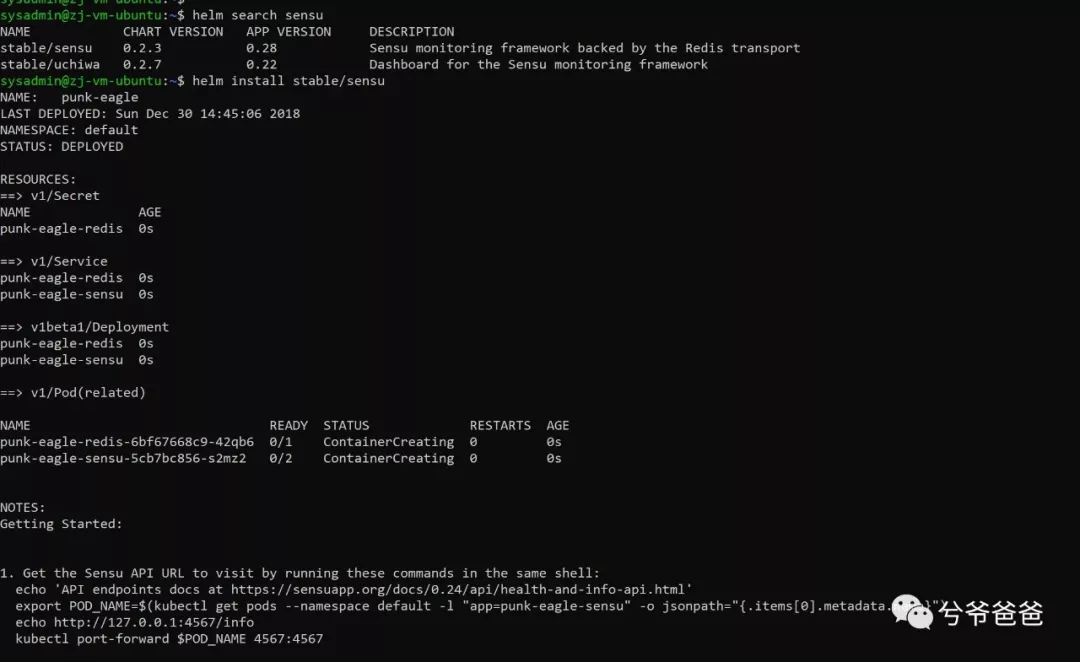 sysadmin@zj-vm-ubuntu:~$
sysadmin@zj-vm-ubuntu:~$ helm search sensu
NAME            CHART VERSION   APP VERSION     DESCRIPTION
stable/sensu    0.2.3           0.28            Sensu monitoring framework backed by the Redis transport
stable/uchiwa   0.2.7           0.22            Dashboard for the Sensu monitoring framework
sysadmin@zj-vm-ubuntu:~$ helm install stable/sensu
NAME:   punk-eagle
LAST DEPLOYED: Sun Dec 30 14:45:06 2018
NAMESPACE: default
STATUS: DEPLOYED
RESOURCES:
==> v1/Secret
NAME              AGE
punk-eagle-redis  0s
==> v1/Service
punk-eagle-redis  0s
punk-eagle-sensu  0s
==> v1beta1/Deployment
punk-eagle-redis  0s
punk-eagle-sensu  0s
==> v1/Pod(related)
NAME                               READY  STATUS             RESTARTS  AGE
punk-eagle-redis-6bf67668c9-42qb6  0/1    ContainerCreating  0         0s
punk-eagle-sensu-5cb7bc856-s2mz2   0/2    ContainerCreating  0         0s
NOTES:
Getting Started:
1. Get the Sensu API URL to visit by running these commands in the same shell:
  echo 'API endpoints docs at https://sensuapp.org/docs/0.24/api/health-and-info-api.html'
  export POD_NAME=$(kubectl get pods --namespace default -l "app=punk-eagle-sensu" -o jsonpath="{.items[0].metadata.
  echo http://127.0.0.1:4567/info
  kubectl port-forward $POD_NAME 4567:4567
兮爷爸爸